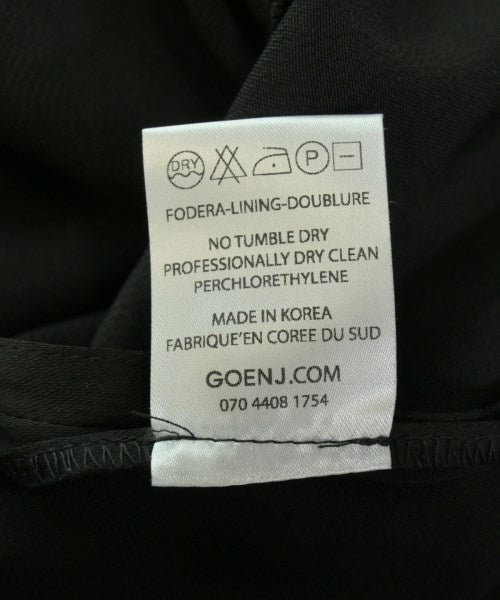 DRY P
FODERA-LINING-DOUBLURE
NO TUMBLE DRY
PROFESSIONALLY DRY CLEAN
PERCHLORETHYLENE
MADE IN KOREA
FABRIQUE'EN COREE DU SUD
GOENJ.COM
070 4408 1754